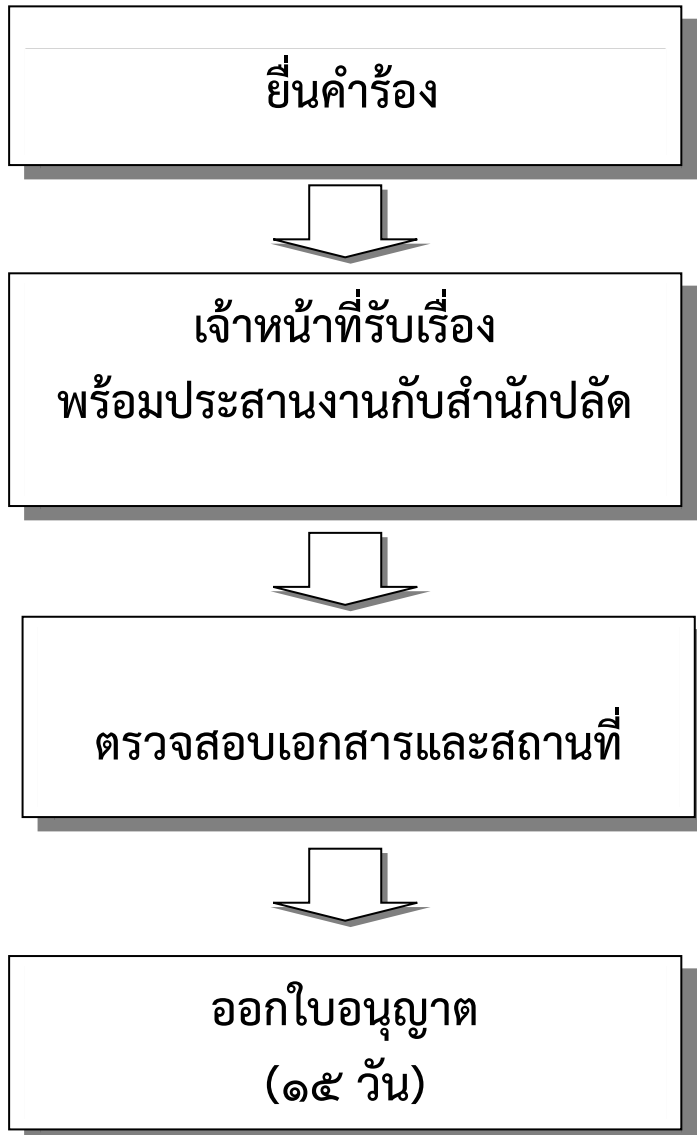 ยื่นคำร้อง
เจ้าหน้าที่รับเรื่อง
พร้อมประสานงานกับสำนักปลัด
ตรวจสอบเอกสารและสถานที่
ออกใบอนุญาต
(๑๕ วัน)